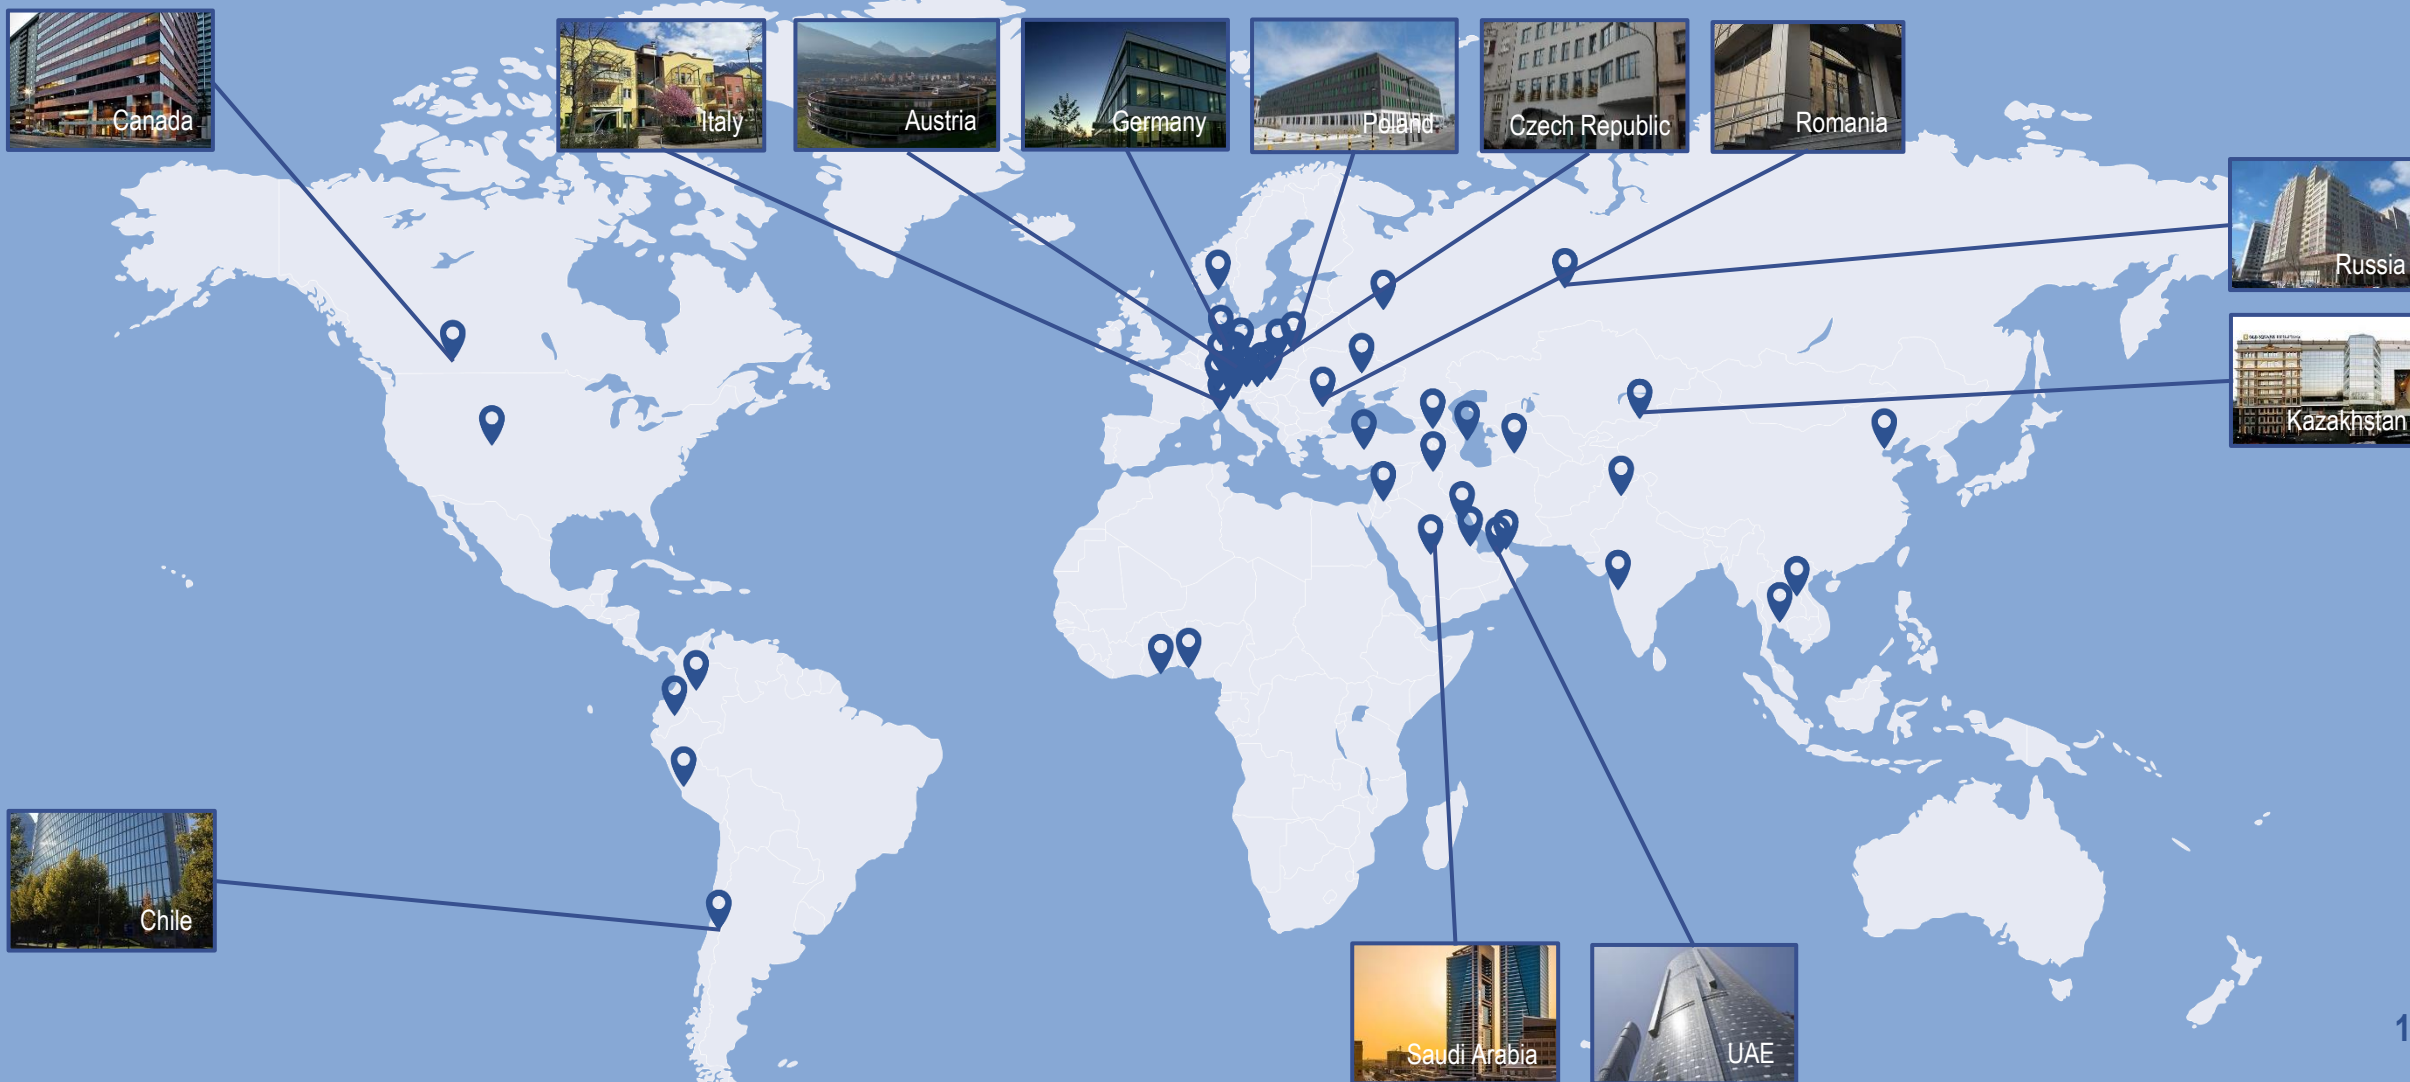 Canada
Italy
Austria
Germany
Poland
Czech Republic
Romania
Russia
Kazakhstan
Chile
Saudi Arabia
UAE
1